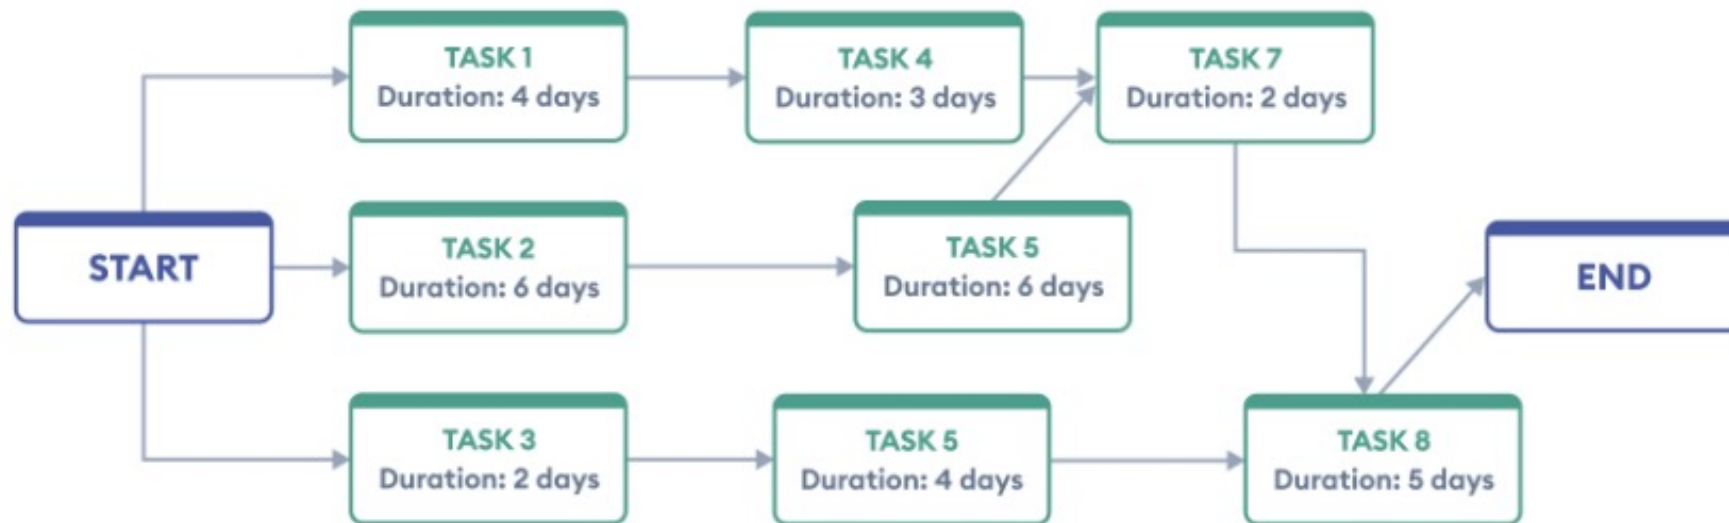 TASK 1
Duration: 4 days
TASK 4
Duration: 3 days
TASK 7
Duration: 2 days
START
TASK 2
Duration: 6 days
TASK 5
Duration: 6 days
END
TASK 3
Duration: 2 days
TASK 5
Duration: 4 days
TASK 8
Duration: 5 days